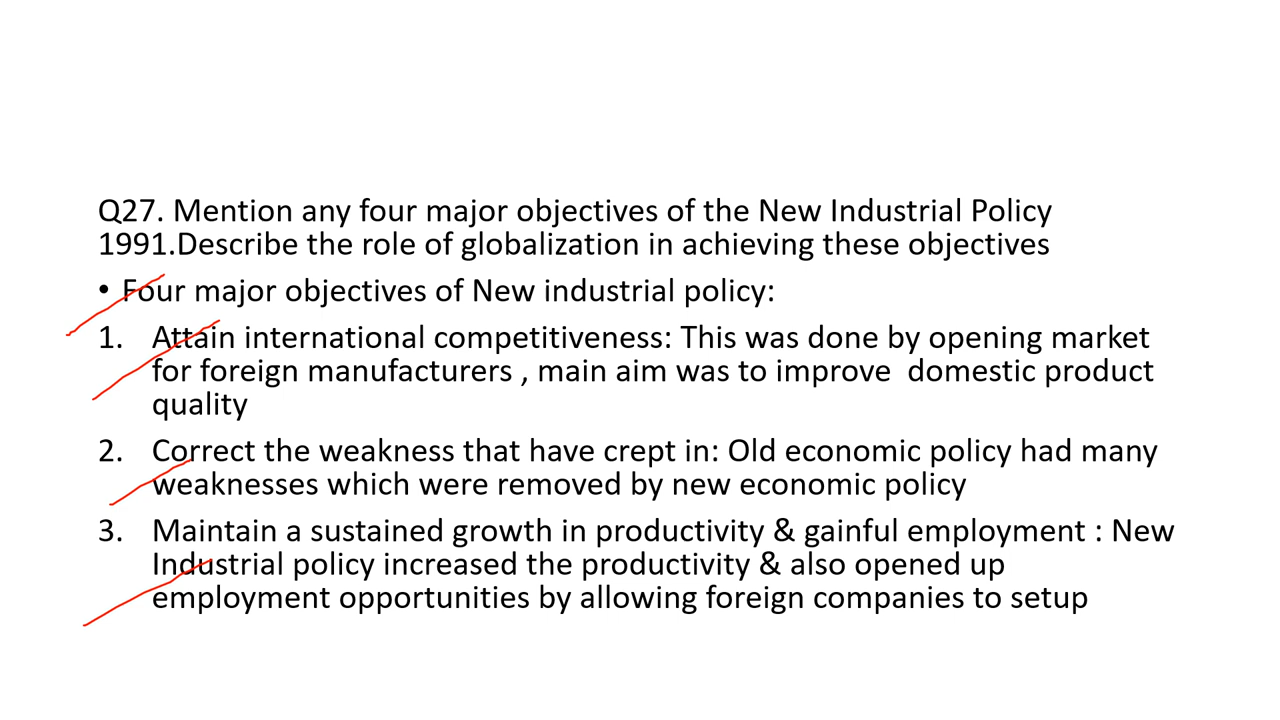 Q27. Mention any four major objectives of the New Industrial Policy
1991.Describe the role of globalization in achieving these objectives
• Four major objectives of New industrial policy:
1. Attain international competitiveness: This was done by opening market
for foreign manufacturers , main aim was to improve  domestic product
quality
2. Correct the weakness that have crept in: Old economic policy had many
weaknesses which were removed by new economic policy
3. Maintain a sustained growth in productivity & gainful employment : New
Industrial policy increased the productivity & also opened up
employment opportunities by allowing foreign companies to setup